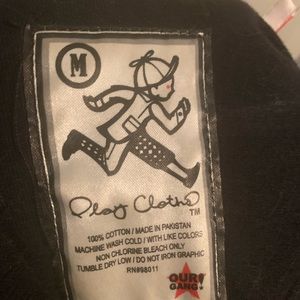 M
Play Cloths
TM
100% COTTON / MADE IN PAKISTAN
MACHINE WASH COLD / WITH LIKE COLORS
NON CHLORINE BLEACH ONLY
TUMBLE DRY LOW / DO NOT IRON GRAPHIC
RN#98011
OUR
GANG!